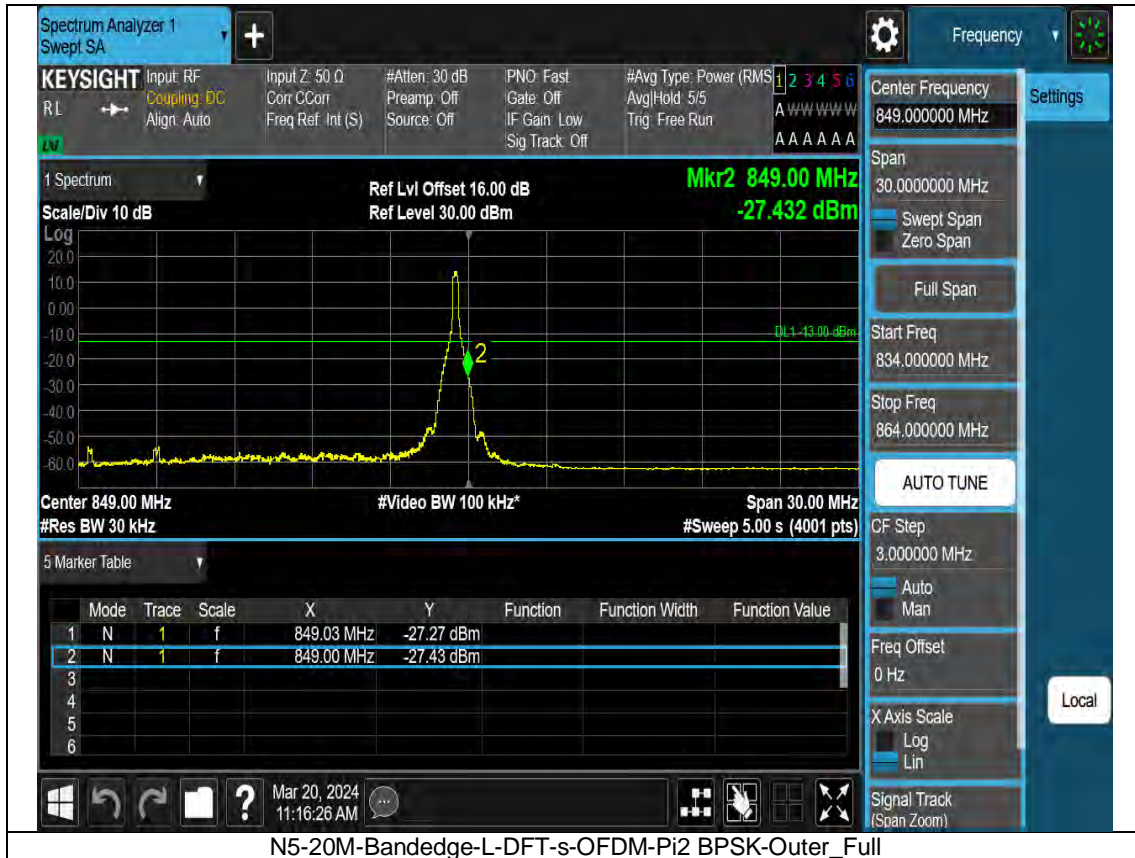 Spectrum Analyzer 1
Swept SA
+
Frequency
KEYSIGHT
Input: RF
Input Z: 50 Ω
#Atten: 30 dB
PNO: Fast
#Avg Type: Power (RMS
1 2 3 4 5 6
RL
Coupling: DC
Corr CCorr
Preamp: Off
Gate: Off
Avg|Hold: 5/5
A W W W W W
Align: Auto
Freq Ref: Int (S)
Source: Off
IF Gain: Low
Trig: Free Run
Sig Track: Off
A A A A A A
1 Spectrum
Ref Lvl Offset 16.00 dB
Mkr2 849.00 MHz
Scale/Div 10 dB
Ref Level 30.00 dBm
-27.432 dBm
Log
20.0
10.0
0.00
-10.0
DL1 -13.00 dBm
-20.0
2
-30.0
-40.0
-50.0
-60.0
Center 849.00 MHz
#Video BW 100 kHz*
Span 30.00 MHz
#Res BW 30 kHz
#Sweep 5.00 s (4001 pts)
5 Marker Table
Mode Trace Scale X Y Function Function Width Function Value
1 N 1 f 849.03 MHz -27.27 dBm
2 N 1 f 849.00 MHz -27.43 dBm
3
4
5
6
?
Mar 20, 2024
11:16:26 AM
Center Frequency
849.000000 MHz
Settings
Span
30.0000000 MHz
Swept Span
Zero Span
Full Span
Start Freq
834.000000 MHz
Stop Freq
864.000000 MHz
AUTO TUNE
CF Step
3.000000 MHz
Auto
Man
Freq Offset
0 Hz
Local
X Axis Scale
Log
Lin
Signal Track
(Span Zoom)
N5-20M-Bandedge-L-DFT-s-OFDM-Pi2 BPSK-Outer_Full